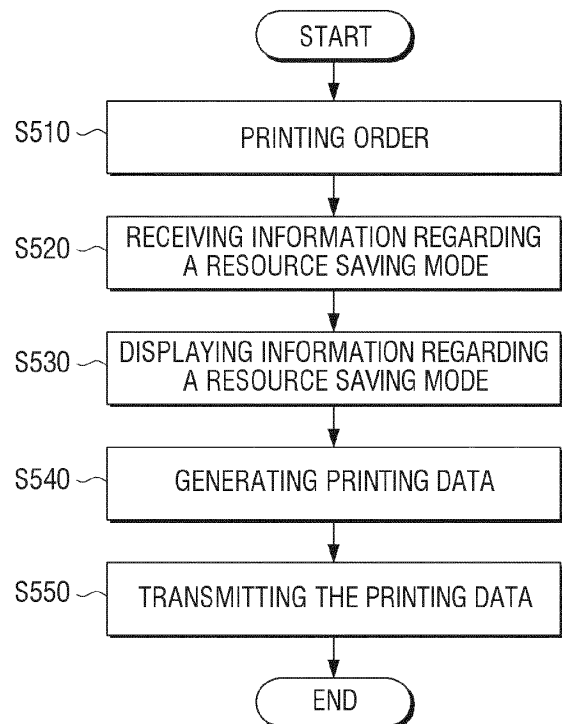 START
S510
PRINTING ORDER
S520
RECEIVING INFORMATION REGARDING
A RESOURCE SAVING MODE
S530
DISPLAYING INFORMATION REGARDING
A RESOURCE SAVING MODE
S540
GENERATING PRINTING DATA
S550
TRANSMITTING THE PRINTING DATA
END